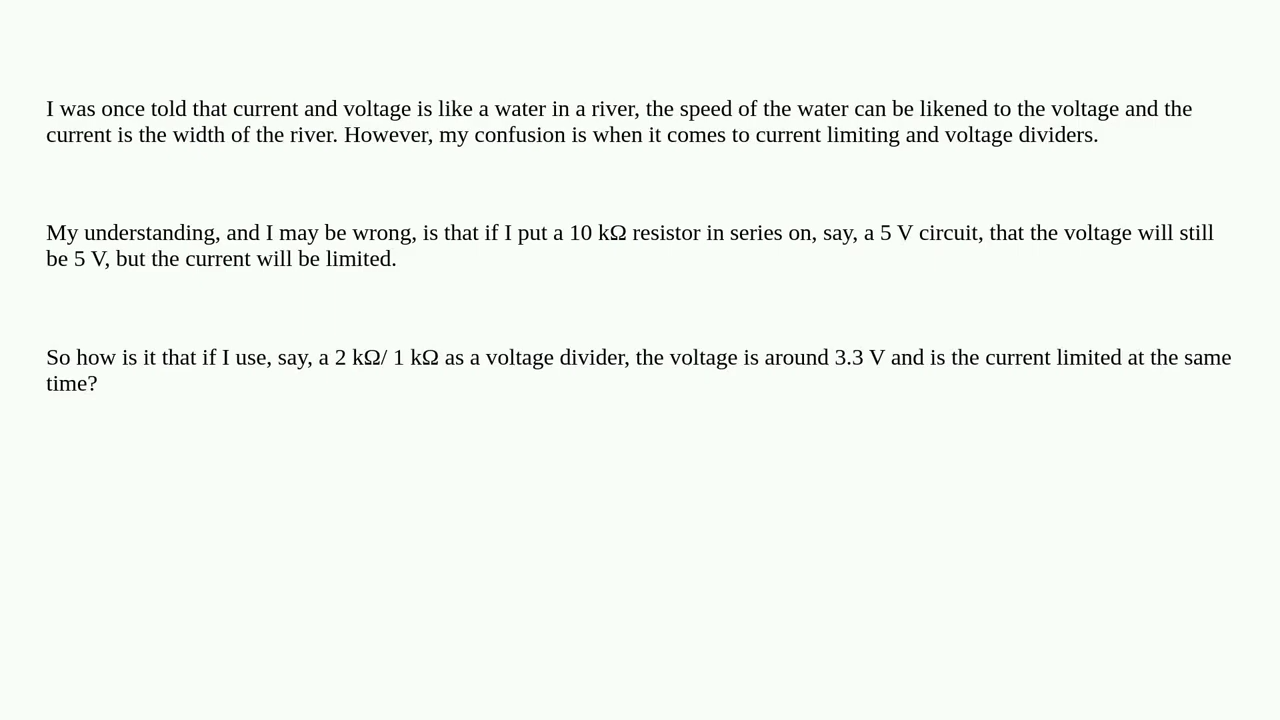 I was once told that current and voltage is like a water in a river, the speed of the water can be likened to the voltage and the
current is the width of the river. However, my confusion is when it comes to current limiting and voltage dividers.
My understanding, and I may be wrong, is that if I put a 10 kΩ resistor in series on, say, a 5 V circuit, that the voltage will still
be 5 V, but the current will be limited.
So how is it that if I use, say, a 2 kΩ/ 1 kΩ as a voltage divider, the voltage is around 3.3 V and is the current limited at the same
time?